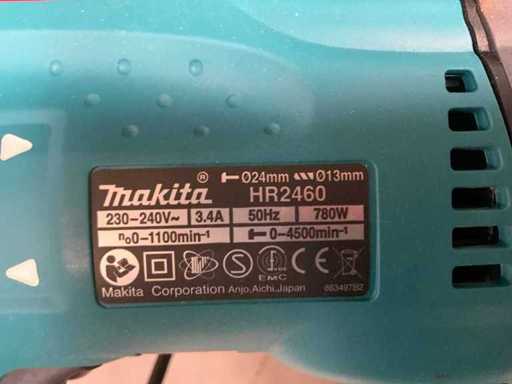 makita® Ø24mm Ø13mm
HR2460
230-240V~ 3.4A 50Hz 780W
n₀0-1100min⁻¹ 0-4500min⁻¹
S EMC CE
Makita Corporation Anjo,Aichi,Japan 863497B2